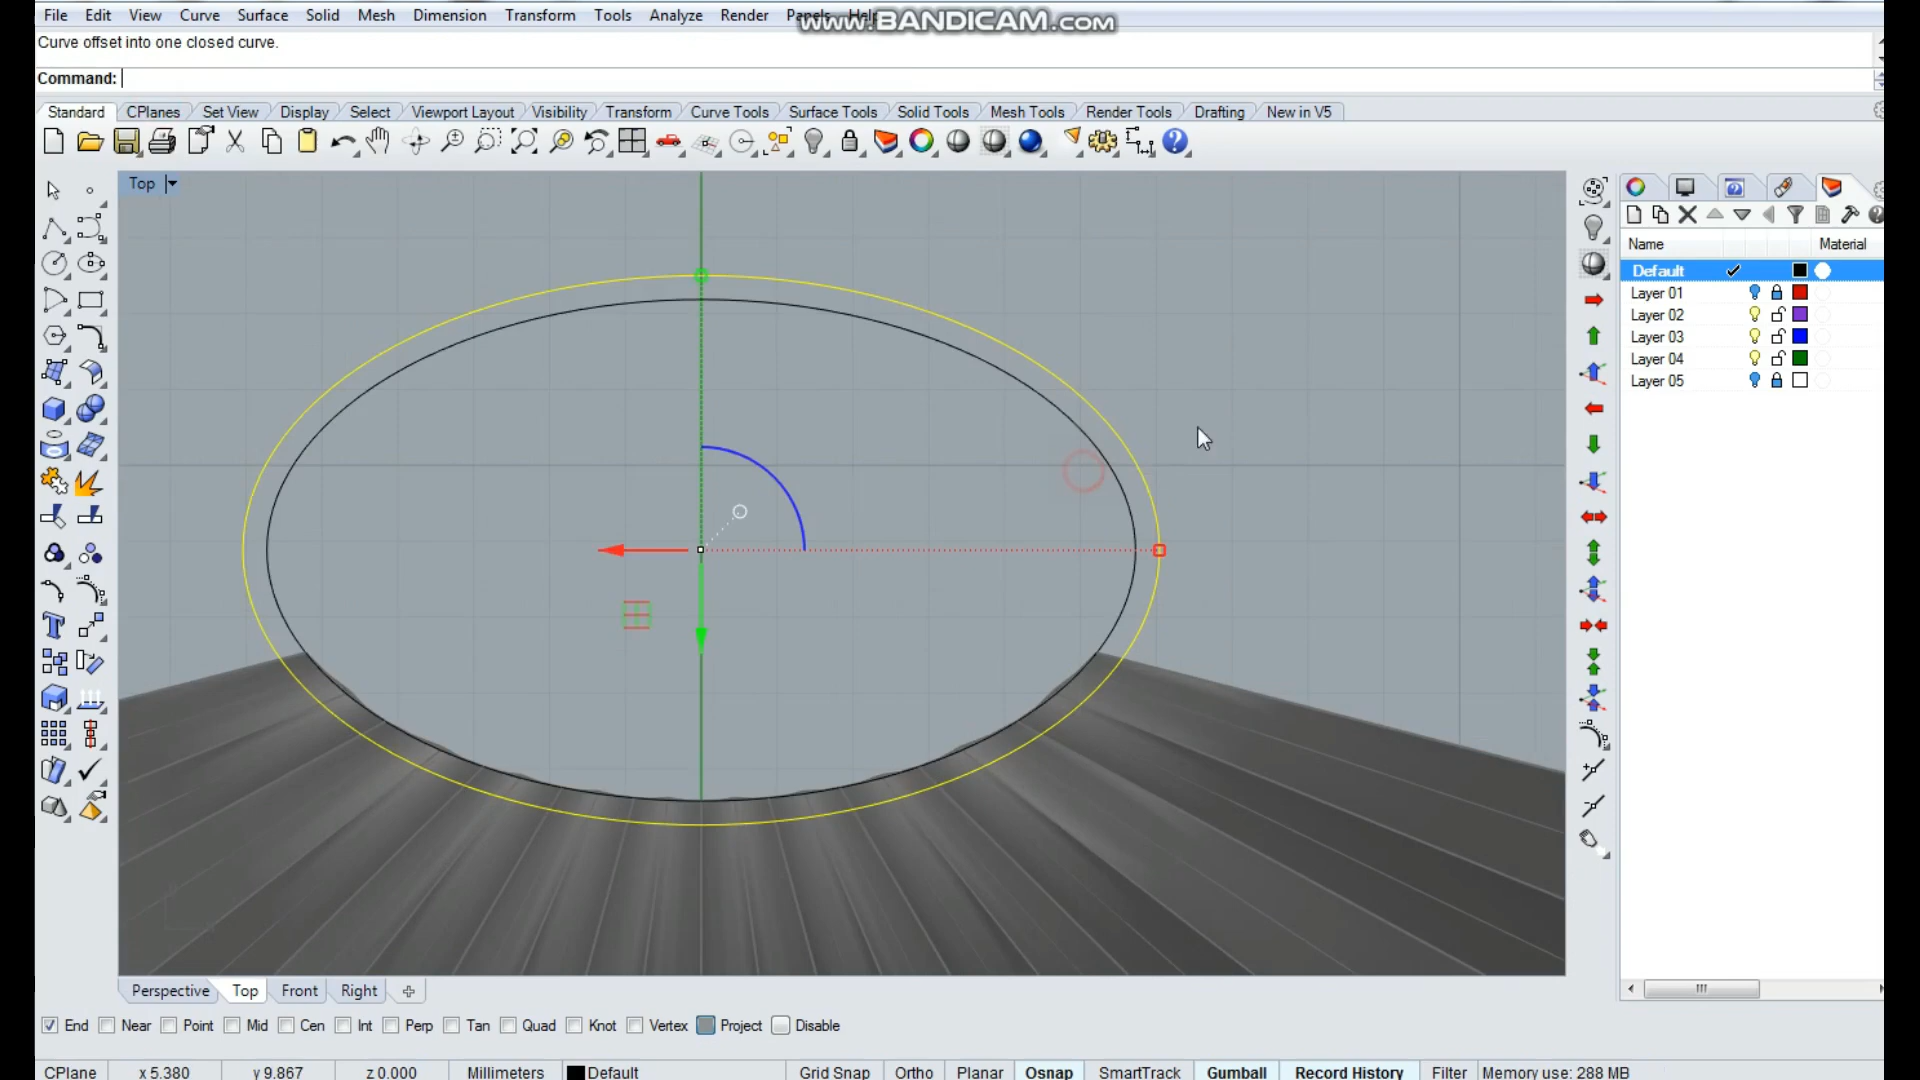 File Edit View Curve Surface Solid Mesh Dimension Transform Tools Analyze Render Panels Help
www.BANDICAM.com
Curve offset into one closed curve.
Command:
Standard CPlanes Set View Display Select Viewport Layout Visibility Transform Curve Tools Surface Tools Solid Tools Mesh Tools Render Tools Drafting New in V5
Top
Name Material
Default
Layer 01
Layer 02
Layer 03
Layer 04
Layer 05
Perspective Top Front Right
End Near Point Mid Cen Int Perp Tan Quad Knot Vertex Project Disable
CPlane x 5.380 y 9.867 z 0.000 Millimeters Default Grid Snap Ortho Planar Osnap SmartTrack Gumball Record History Filter Memory use: 288 MB